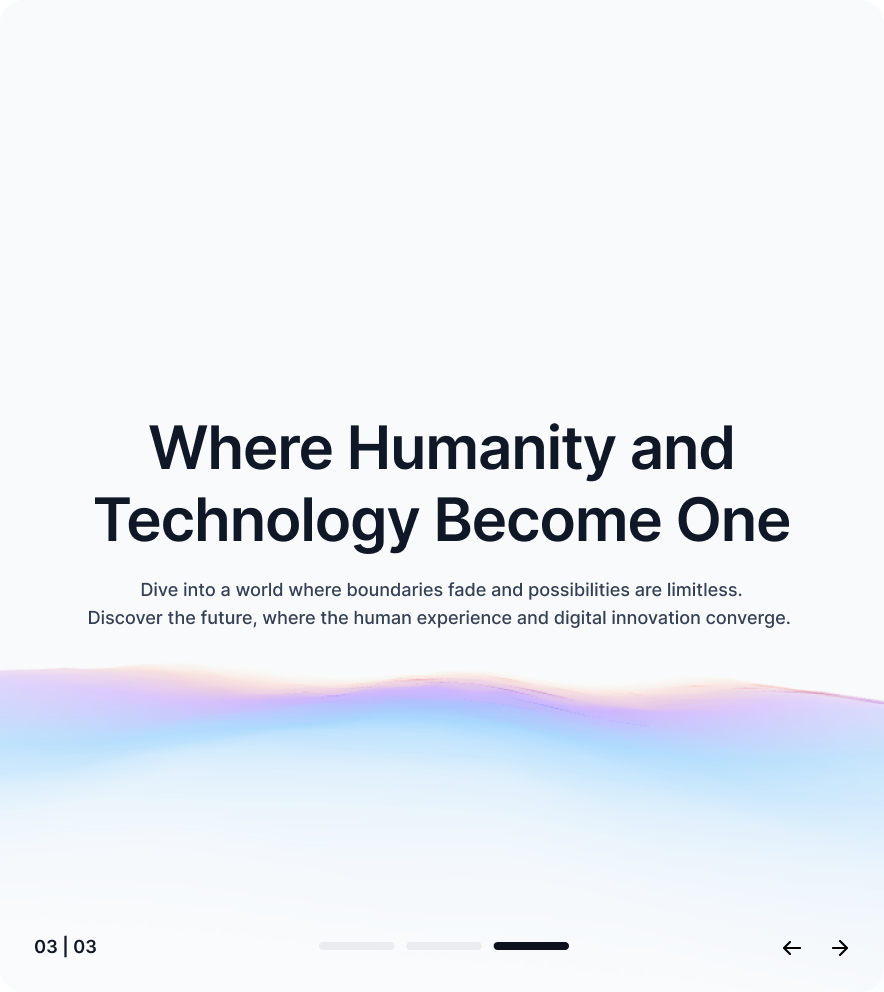 Where Humanity and
Technology Become One
Dive into a world where boundaries fade and possibilities are limitless.
Discover the future, where the human experience and digital innovation converge.
03 | 03